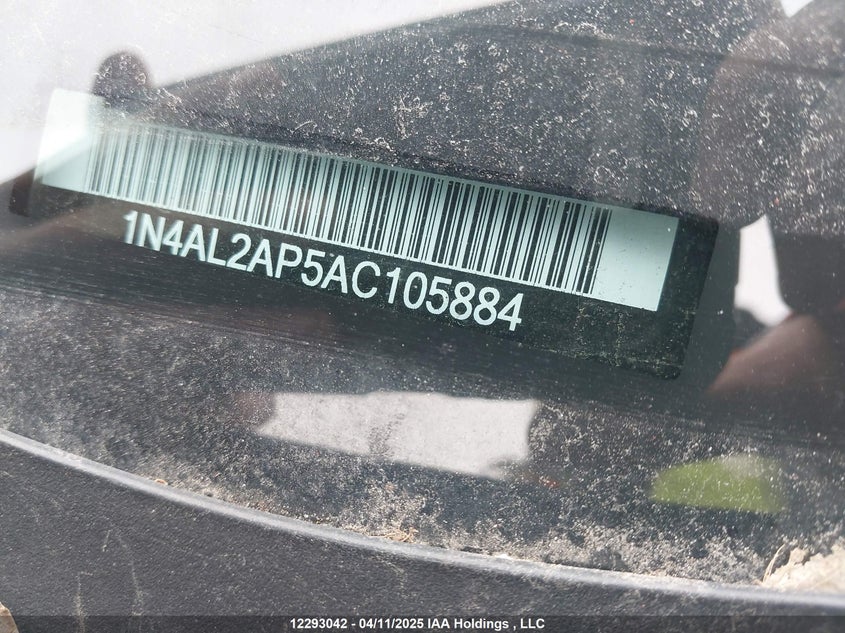 1N4AL2AP5AC105884
12293042 - 04/11/2025 IAA Holdings , LLC